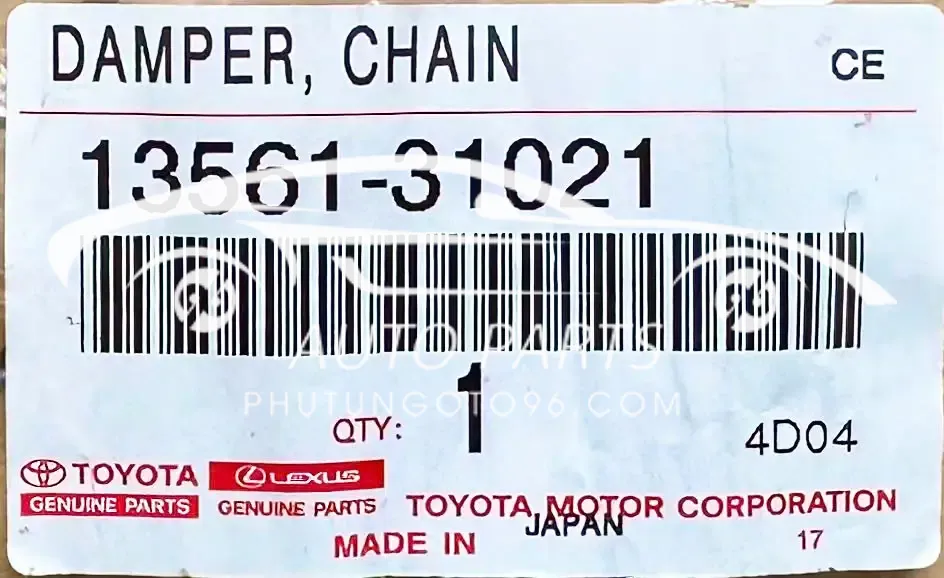 DAMPER, CHAIN CE
13561-31021
AUTO PARTS
PHUTUNGOTO96.COM
QTY: 1 4D04
TOYOTA LEXUS
GENUINE PARTS GENUINE PARTS TOYOTA MOTOR CORPORATION
MADE IN JAPAN 17